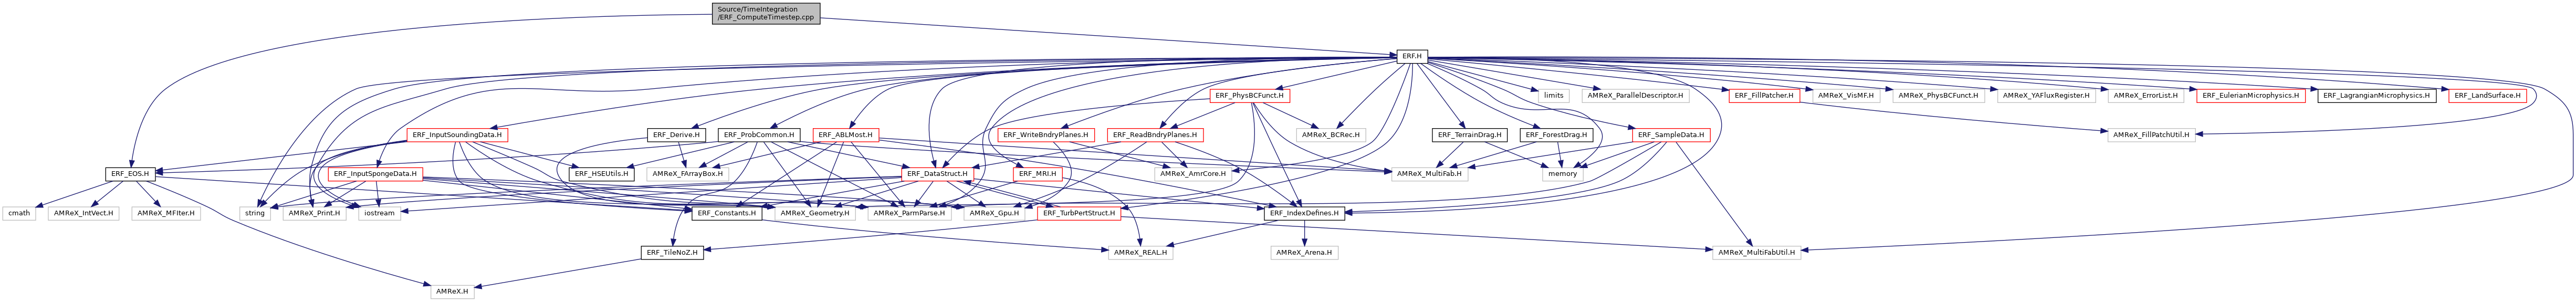 Source/TimeIntegration
/ERF_ComputeTimestep.cpp
ERF.H
ERF_PhysBCFunct.H
limits
AMReX_ParallelDescriptor.H
ERF_FillPatcher.H
AMReX_VisMF.H
AMReX_PhysBCFunct.H
AMReX_YAFluxRegister.H
AMReX_ErrorList.H
ERF_EulerianMicrophysics.H
ERF_LagrangianMicrophysics.H
ERF_LandSurface.H
ERF_InputSoundingData.H
ERF_Derive.H
ERF_ProbCommon.H
ERF_ABLMost.H
ERF_WriteBndryPlanes.H
ERF_ReadBndryPlanes.H
AMReX_BCRec.H
ERF_TerrainDrag.H
ERF_ForestDrag.H
ERF_SampleData.H
AMReX_FillPatchUtil.H
ERF_EOS.H
ERF_InputSpongeData.H
ERF_HSEUtils.H
AMReX_FArrayBox.H
ERF_DataStruct.H
ERF_MRI.H
AMReX_AmrCore.H
AMReX_MultiFab.H
memory
cmath
AMReX_IntVect.H
AMReX_MFIter.H
string
AMReX_Print.H
iostream
ERF_Constants.H
AMReX_Geometry.H
AMReX_ParmParse.H
AMReX_Gpu.H
ERF_TurbPertStruct.H
ERF_IndexDefines.H
ERF_TileNoZ.H
AMReX_REAL.H
AMReX_Arena.H
AMReX_MultiFabUtil.H
AMReX.H